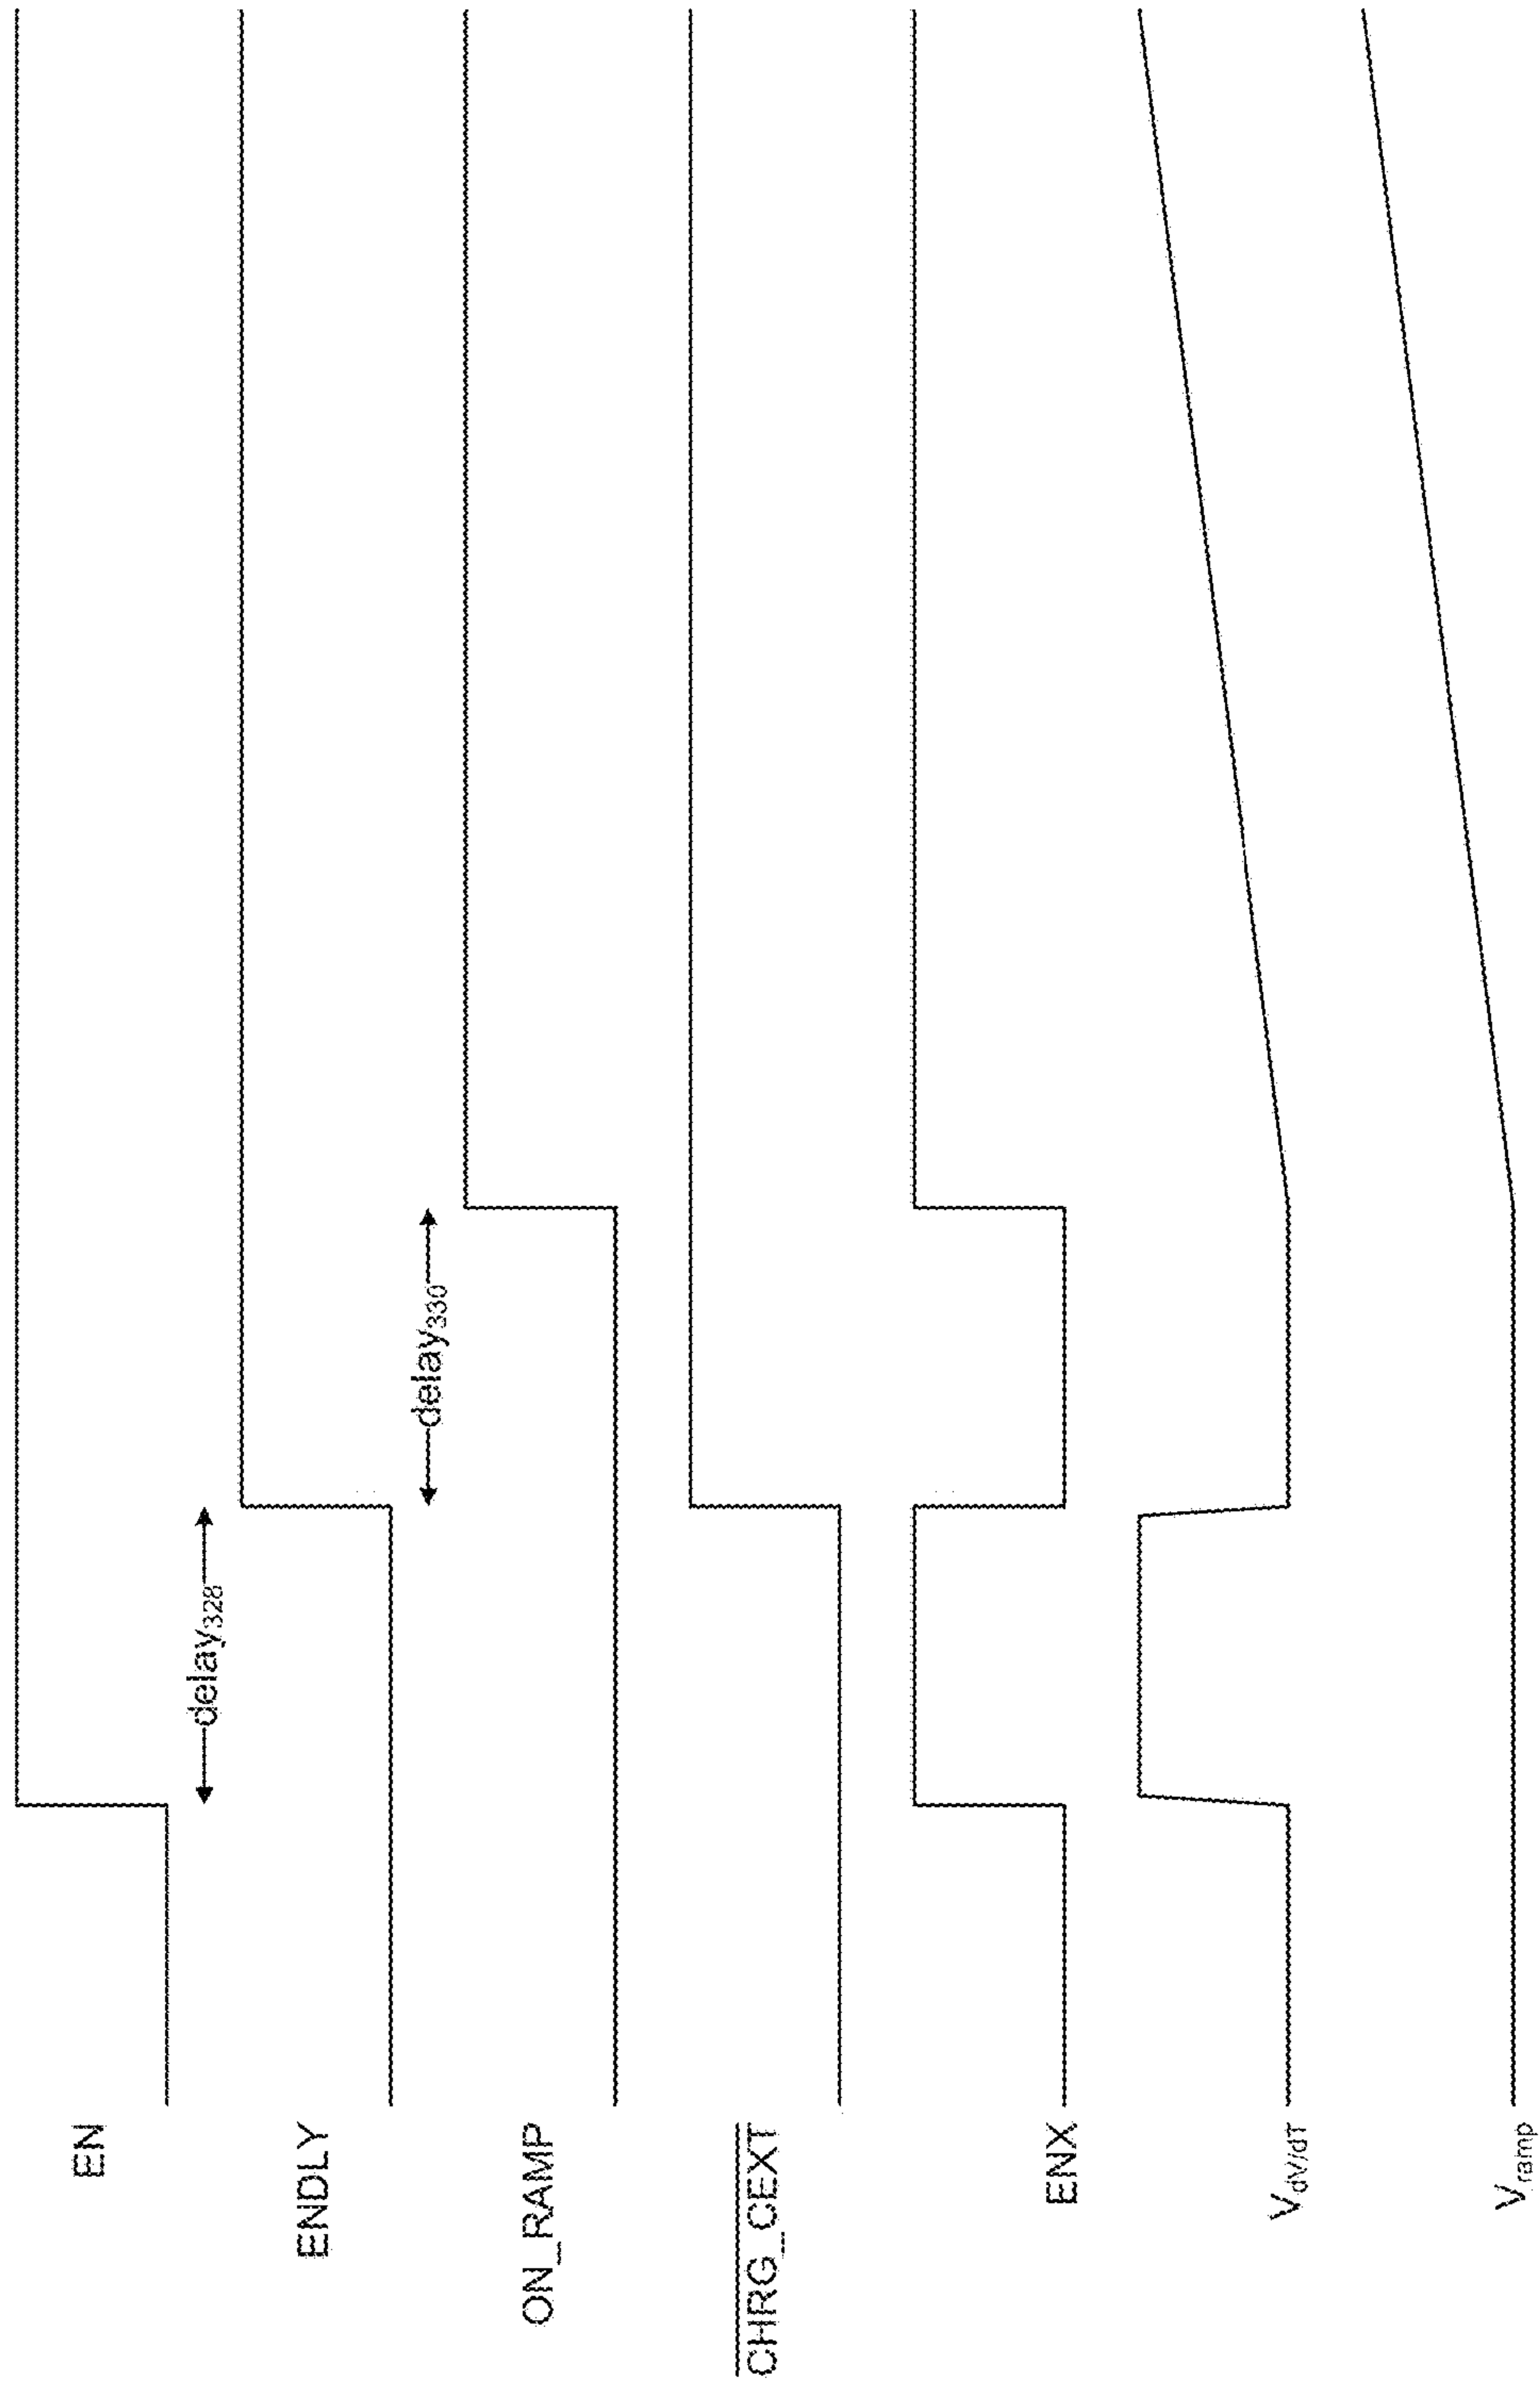 EN
delay328
ENDLY
delay330
ON_RAMP
CHRG_CEXT
ENX
VdV/dT
Vramp